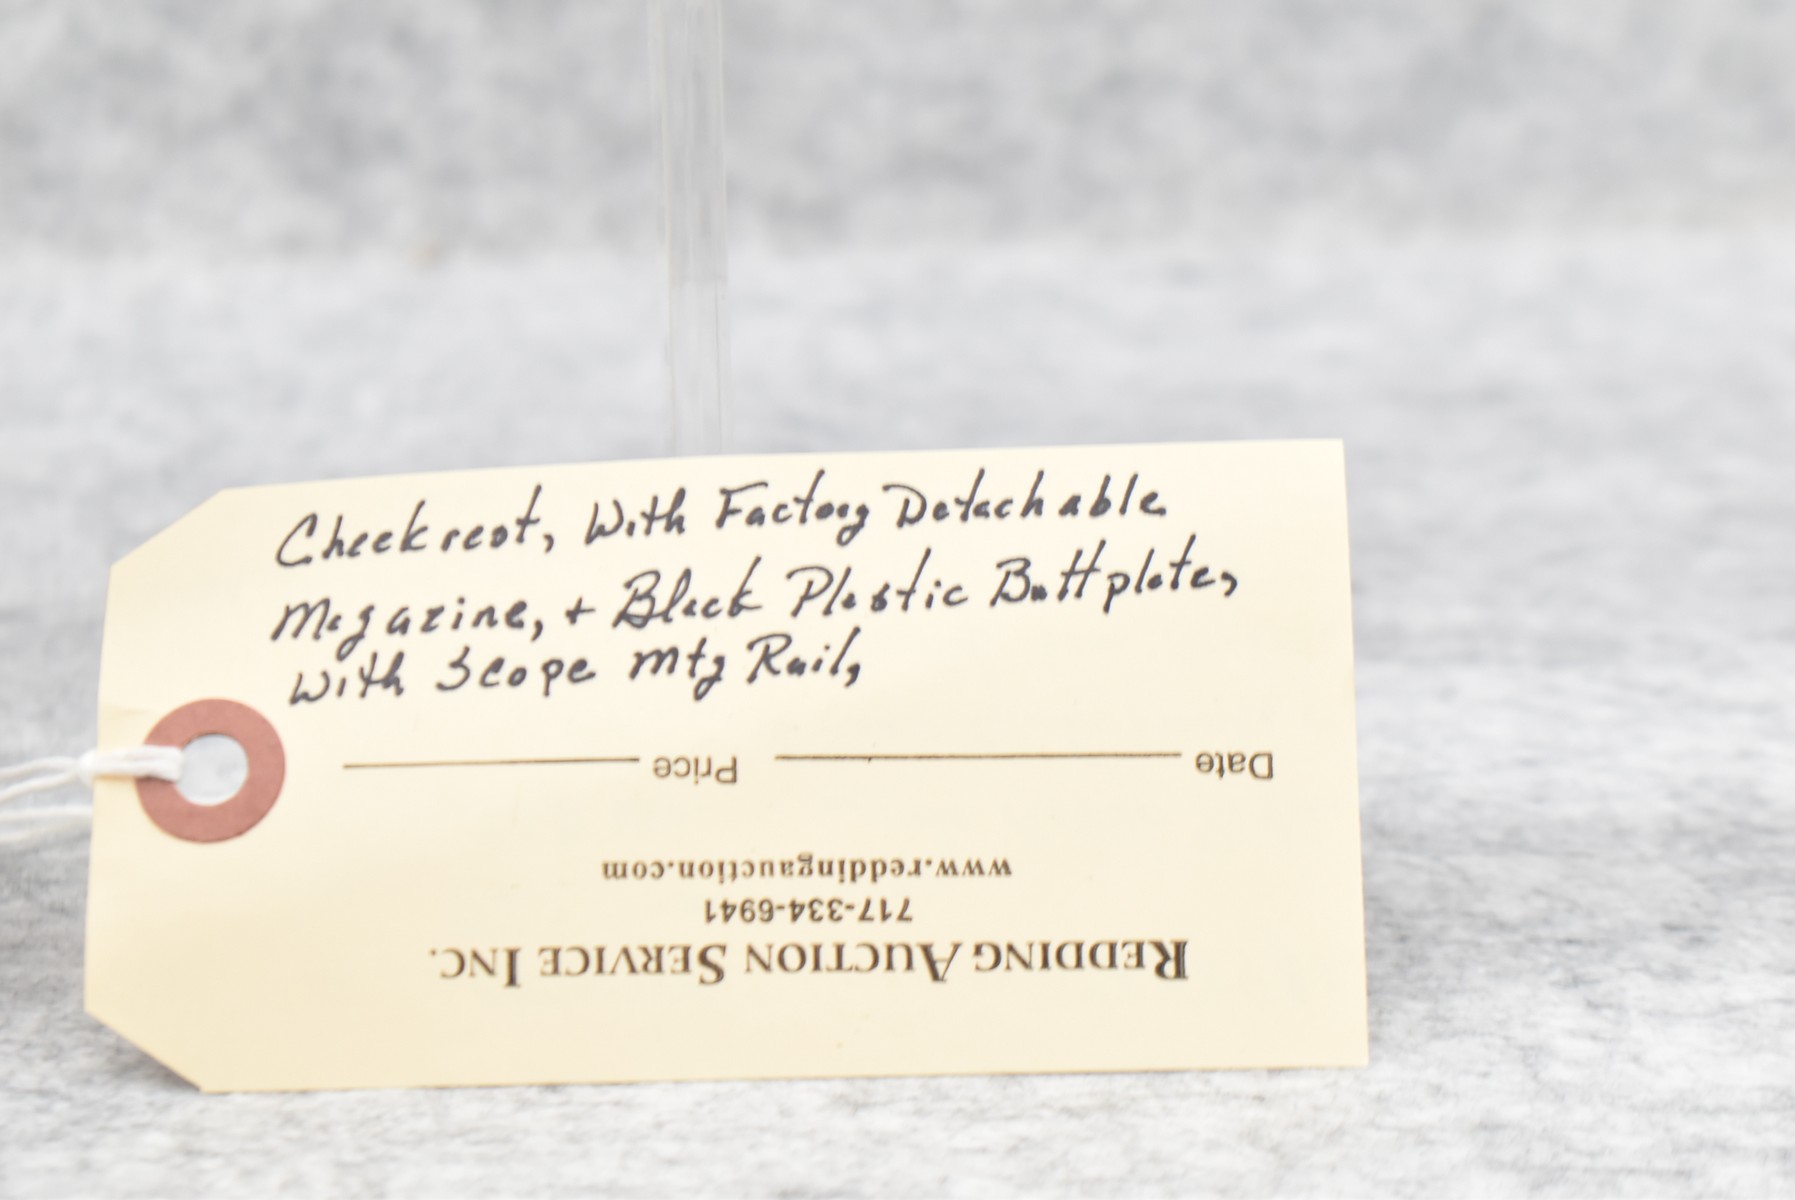 Cheekrest, With Factory Detachable
Magazine, + Black Plastic Buttplate,
With Scope Mtg Rail,
Date Price
REDDING AUCTION SERVICE INC.
717-334-6941
www.reddingauction.com